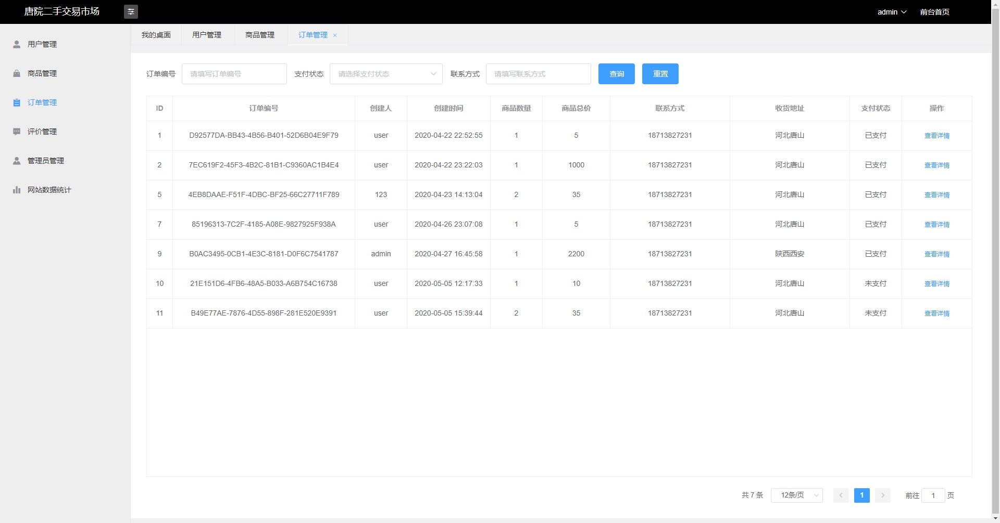 唐院二手交易市场
admin 前台首页
用户管理
商品管理
订单管理
评价管理
管理员管理
网站数据统计
我的桌面 用户管理 商品管理 订单管理 ×
订单编号 请填写订单编号 支付状态 请选择支付状态 联系方式 请填写联系方式 查询 重置
ID 订单编号 创建人 创建时间 商品数量 商品总价 联系方式 收货地址 支付状态 操作
1 D92577DA-BB43-4B56-B401-52D6B04E9F79 user 2020-04-22 22:52:55 1 5 18713827231 河北唐山 已支付 查看详情
2 7EC619F2-45F3-4B2C-81B1-C9360AC1B4E4 user 2020-04-22 23:22:03 1 1000 18713827231 河北唐山 已支付 查看详情
5 4EB8DAAE-F51F-4DBC-BF25-66C27711F789 123 2020-04-23 14:13:04 2 35 18713827231 河北唐山 已支付 查看详情
7 85196313-7C2F-4185-A08E-9827925F938A user 2020-04-26 23:07:08 1 5 18713827231 河北唐山 已支付 查看详情
9 B0AC3495-0CB1-4E3C-8181-D0F6C7541787 admin 2020-04-27 16:45:58 1 2200 18713827231 陕西西安 已支付 查看详情
10 21E151D6-4FB6-48A5-B033-A6B754C16738 user 2020-05-05 12:17:33 1 10 18713827231 河北唐山 未支付 查看详情
11 B49E77AE-7876-4D55-898F-281E520E9391 user 2020-05-05 15:39:44 2 35 18713827231 河北唐山 未支付 查看详情
共 7 条 12条/页 1 前往 1 页